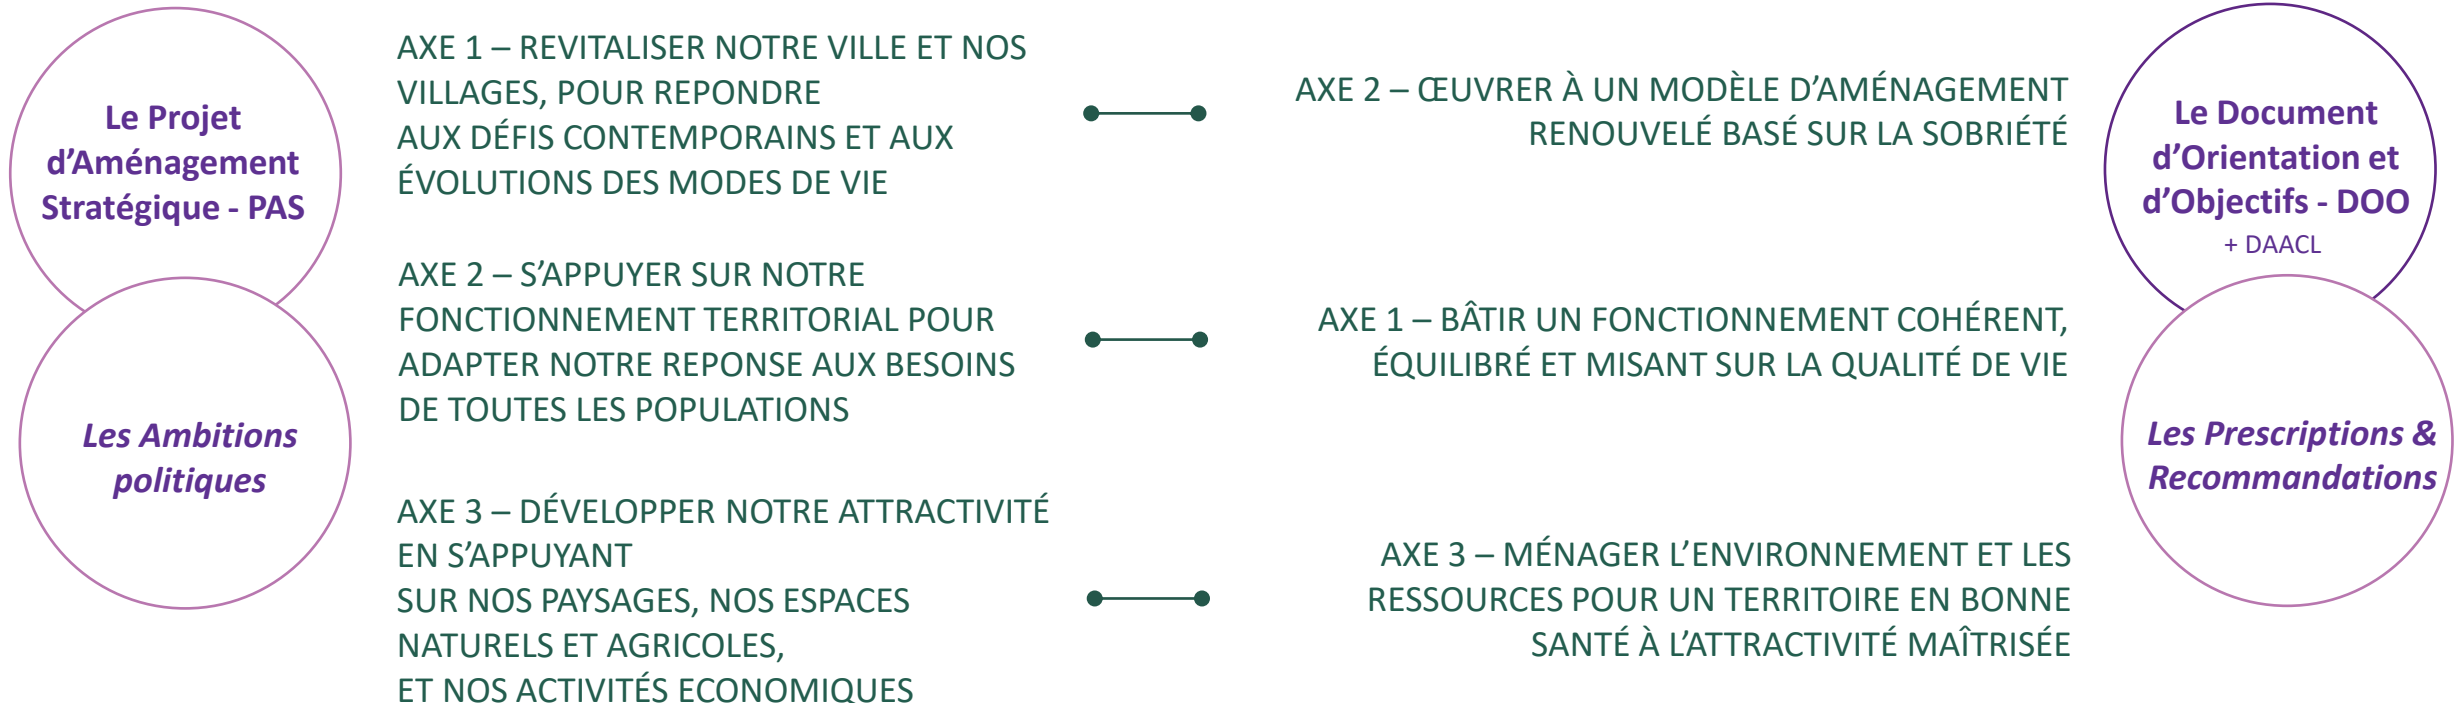 Le Projet
d’Aménagement
Stratégique - PAS
Les Ambitions
politiques
AXE 1 – REVITALISER NOTRE VILLE ET NOS
VILLAGES, POUR REPONDRE
AUX DÉFIS CONTEMPORAINS ET AUX
ÉVOLUTIONS DES MODES DE VIE
AXE 2 – S’APPUYER SUR NOTRE
FONCTIONNEMENT TERRITORIAL POUR
ADAPTER NOTRE REPONSE AUX BESOINS
DE TOUTES LES POPULATIONS
AXE 3 – DÉVELOPPER NOTRE ATTRACTIVITÉ
EN S’APPUYANT
SUR NOS PAYSAGES, NOS ESPACES
NATURELS ET AGRICOLES,
ET NOS ACTIVITÉS ECONOMIQUES
AXE 2 – ŒUVRER À UN MODÈLE D’AMÉNAGEMENT
RENOUVELÉ BASÉ SUR LA SOBRIÉTÉ
AXE 1 – BÂTIR UN FONCTIONNEMENT COHÉRENT,
ÉQUILIBRÉ ET MISANT SUR LA QUALITÉ DE VIE
AXE 3 – MÉNAGER L’ENVIRONNEMENT ET LES
RESSOURCES POUR UN TERRITOIRE EN BONNE
SANTÉ À L’ATTRACTIVITÉ MAÎTRISÉE
Le Document
d’Orientation et
d’Objectifs - DOO
+ DAACL
Les Prescriptions &
Recommandations